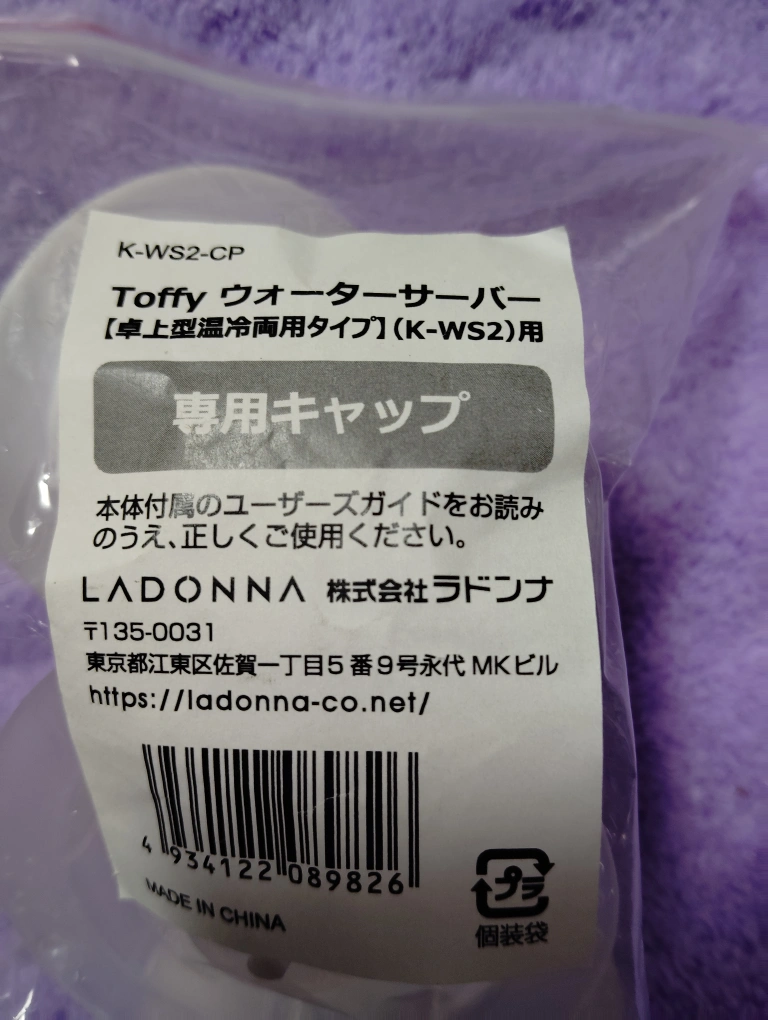 K-WS2-CP
Toffy ウォーターサーバー
【卓上型温冷両用タイプ】(K-WS2)用
専用キャップ
本体付属のユーザーズガイドをお読み
のうえ、正しくご使用ください。
LADONNA 株式会社ラドンナ
〒135-0031
東京都江東区佐賀一丁目5番9号永代MKビル
https://ladonna-co.net/
4 934122 089826
MADE IN CHINA
プラ
個装袋